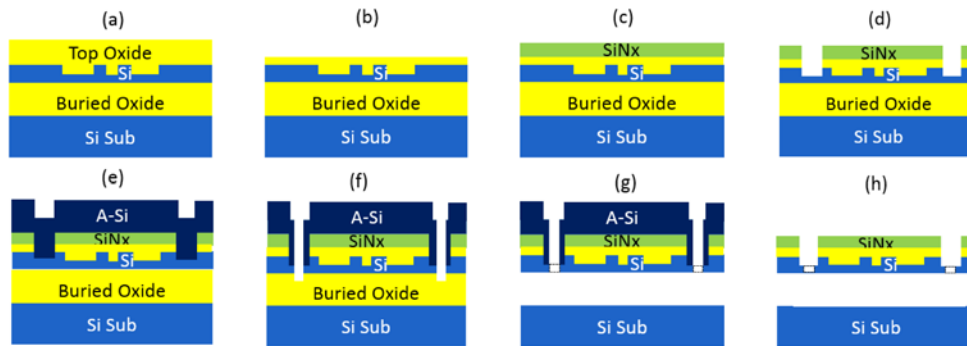 (a)
Top Oxide
Si
Buried Oxide
Si Sub
(b)
Si
Buried Oxide
Si Sub
(c)
SiNx
Si
Buried Oxide
Si Sub
(d)
SiNx
Si
Buried Oxide
Si Sub
(e)
A-Si
SiNx
Si
Buried Oxide
Si Sub
(f)
A-Si
SiNx
Si
Buried Oxide
Si Sub
(g)
A-Si
SiNx
Si
Si Sub
(h)
SiNx
Si
Si Sub